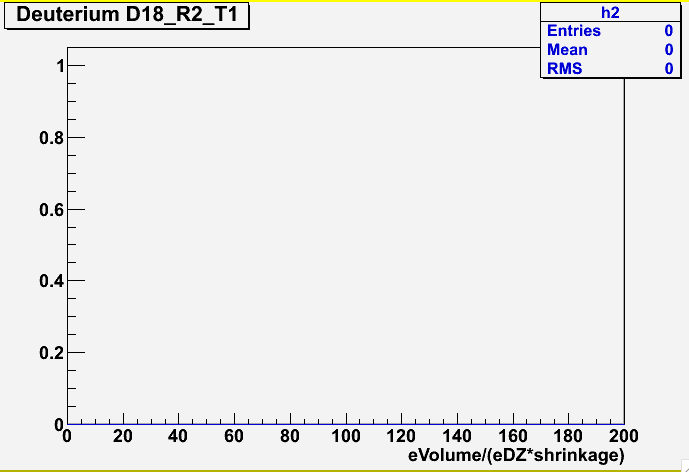 Deuterium D18_R2_T1
h2
Entries 0
Mean 0
RMS 0
1
0.8
0.6
0.4
0.2
0
0 20 40 60 80 100 120 140 160 180 200
eVolume/(eDZ*shrinkage)